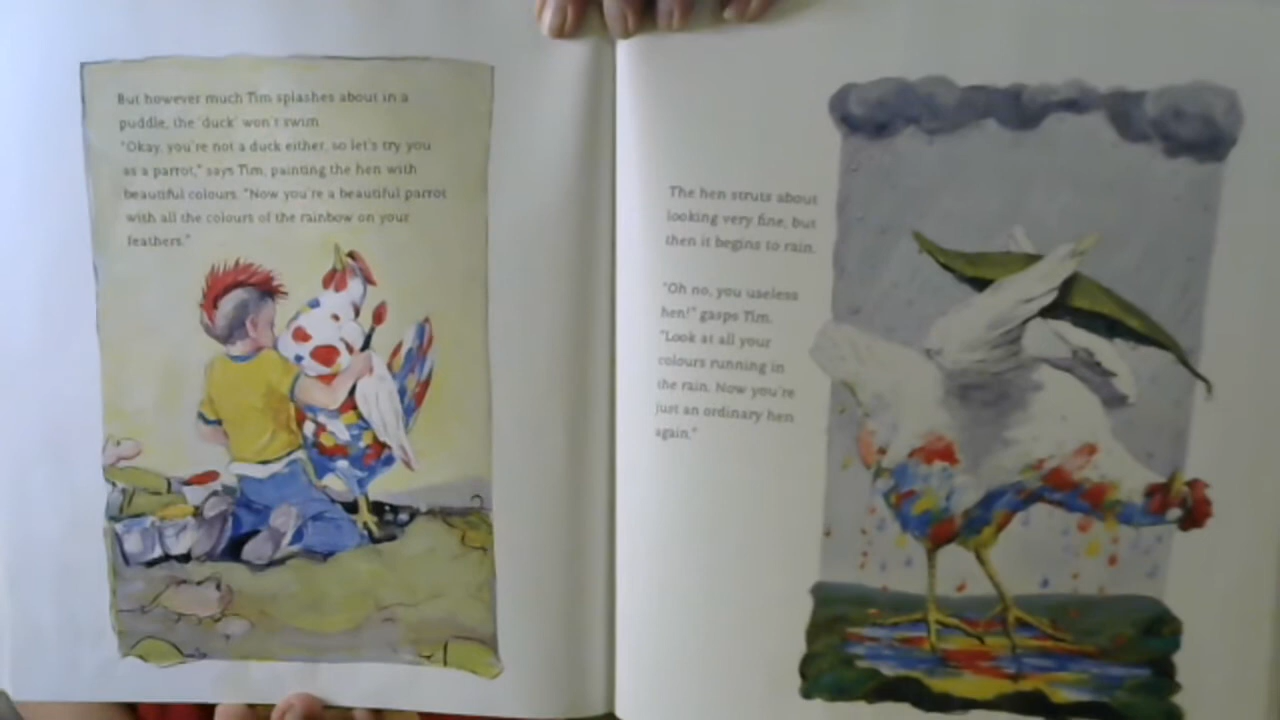 But however much Tim splashes about in a
puddle, the 'duck' won't swim.
"Okay, you're not a duck either, so let's try you
as a parrot," says Tim, painting the hen with
beautiful colours. "Now you're a beautiful parrot
with all the colours of the rainbow on your
feathers."
The hen struts about
looking very fine, but
then it begins to rain.
"Oh no, you useless
hen!" gasps Tim.
"Look at all your
colours running in
the rain. Now you're
just an ordinary hen
again."